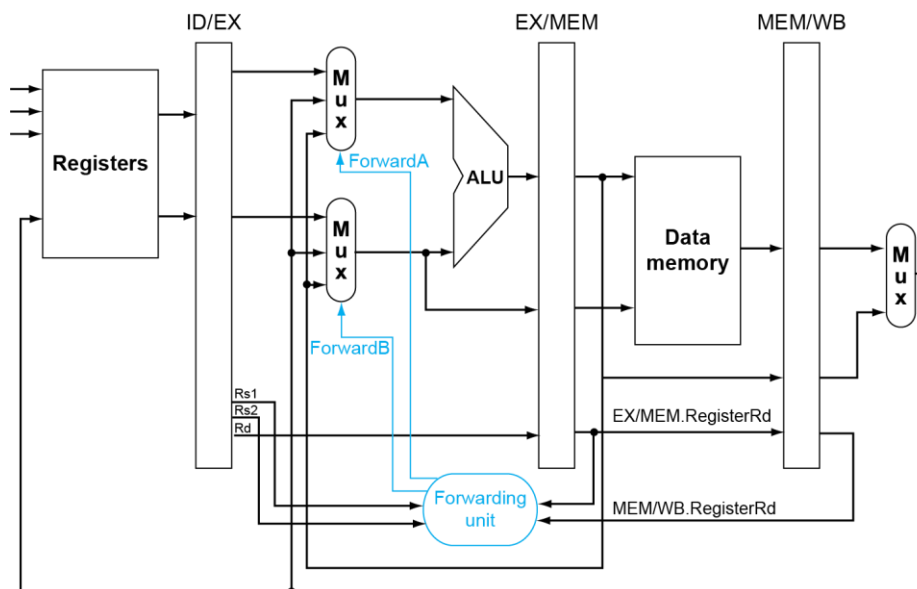 ID/EX
EX/MEM
MEM/WB
M
u
x
Registers
ForwardA
ALU
M
u
x
Data
memory
M
u
x
ForwardB
Rs1
Rs2
Rd
EX/MEM.RegisterRd
Forwarding
unit
MEM/WB.RegisterRd